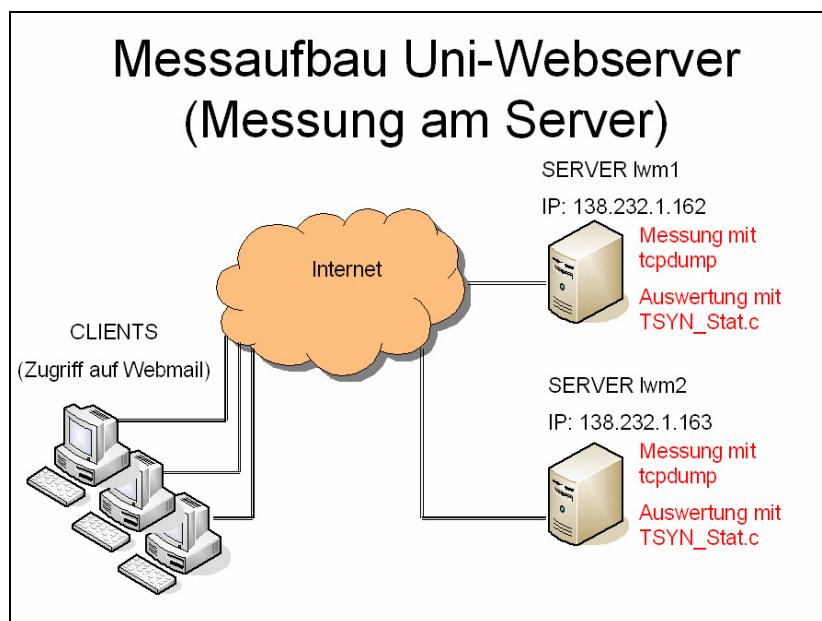 Messaufbau Uni-Webserver
(Messung am Server)
SERVER lwm1
IP: 138.232.1.162
Messung mit
tcpdump
Auswertung mit
TSYN_Stat.c
Internet
CLIENTS
(Zugriff auf Webmail)
SERVER lwm2
IP: 138.232.1.163
Messung mit
tcpdump
Auswertung mit
TSYN_Stat.c